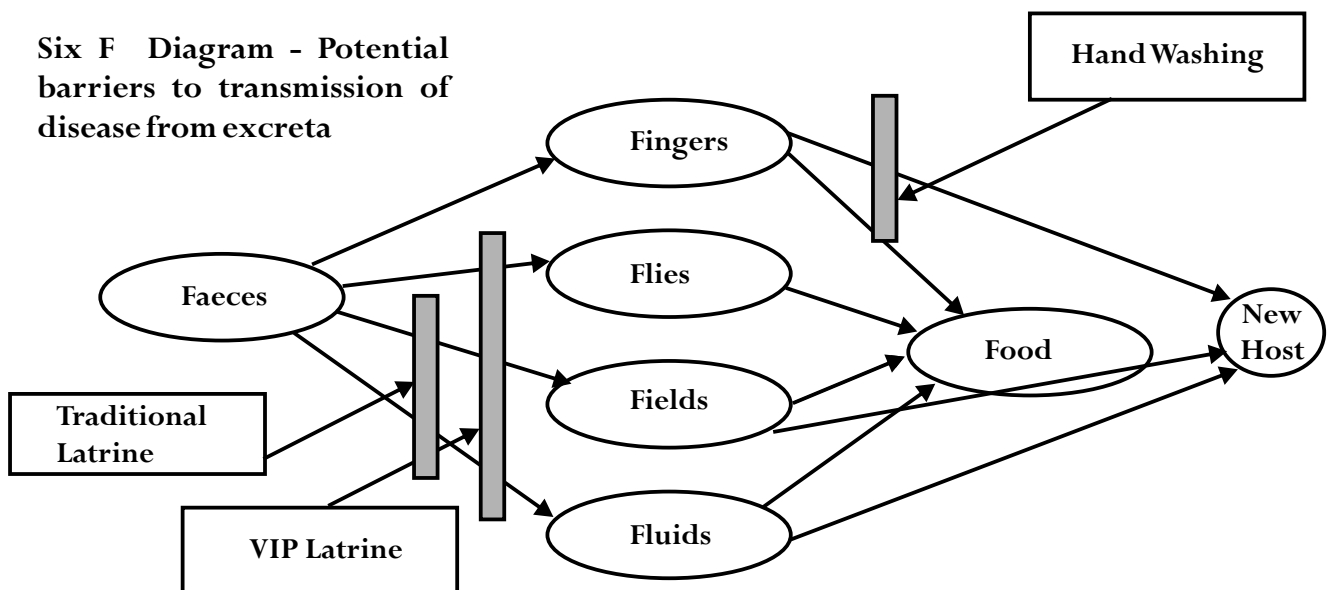 Six F Diagram - Potential
barriers to transmission of
disease from excreta
Hand Washing
Fingers
Flies
Faeces
New
Host
Food
Fields
Traditional
Latrine
Fluids
VIP Latrine